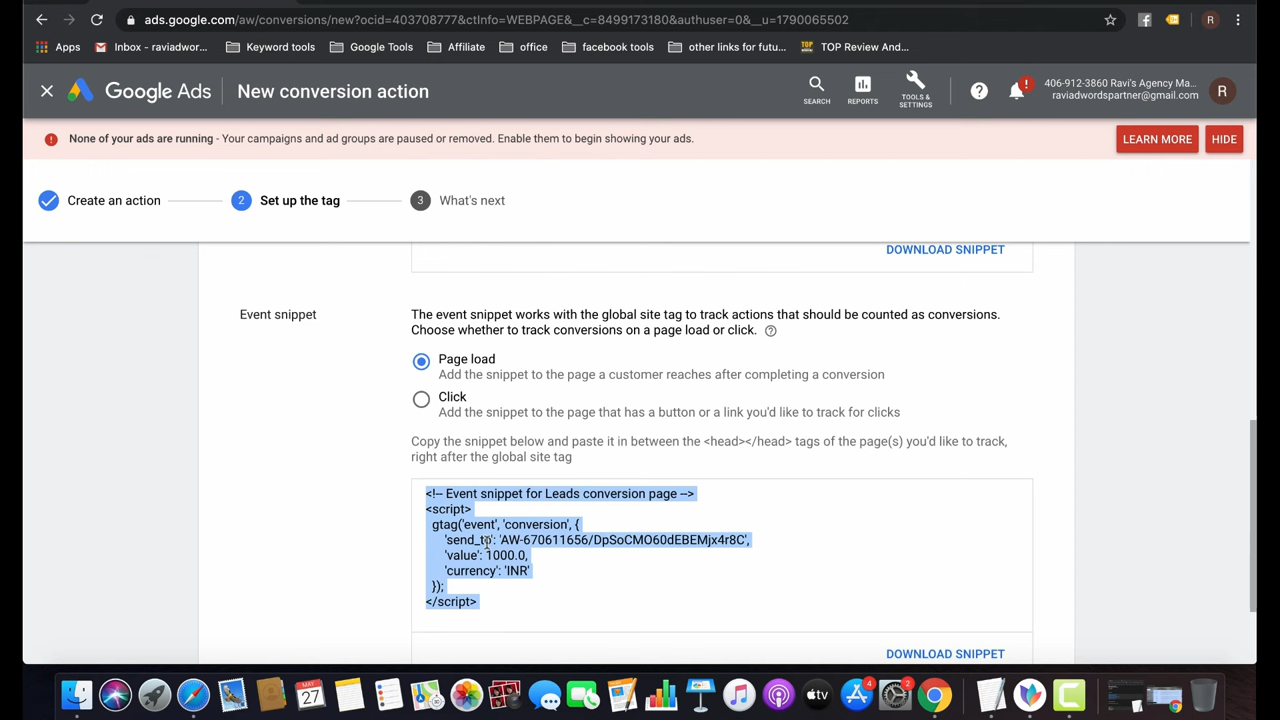 ads.google.com/aw/conversions/new?ocid=403708777&ctInfo=WEBPAGE&__c=8499173180&authuser=0&__u=1790065502
R
Apps
Inbox - raviadwor...
Keyword tools
Google Tools
Affiliate
office
facebook tools
other links for futu...
TOP Review And...
Google Ads
New conversion action
SEARCH
REPORTS
TOOLS &
SETTINGS
406-912-3860 Ravi's Agency Ma...
raviadwordspartner@gmail.com
R
None of your ads are running - Your campaigns and ad groups are paused or removed. Enable them to begin showing your ads.
LEARN MORE
HIDE
Create an action
2 Set up the tag
3 What's next
DOWNLOAD SNIPPET
Event snippet
The event snippet works with the global site tag to track actions that should be counted as conversions.
Choose whether to track conversions on a page load or click.
Page load
Add the snippet to the page a customer reaches after completing a conversion
Click
Add the snippet to the page that has a button or a link you'd like to track for clicks
Copy the snippet below and paste it in between the <head></head> tags of the page(s) you'd like to track,
right after the global site tag
<!-- Event snippet for Leads conversion page -->
<script>
gtag('event', 'conversion', {
'send_to': 'AW-670611656/DpSoCMO60dEBEMjx4r8C',
'value': 1000.0,
'currency': 'INR'
});
</script>
DOWNLOAD SNIPPET
MAY
27
tv
4
2